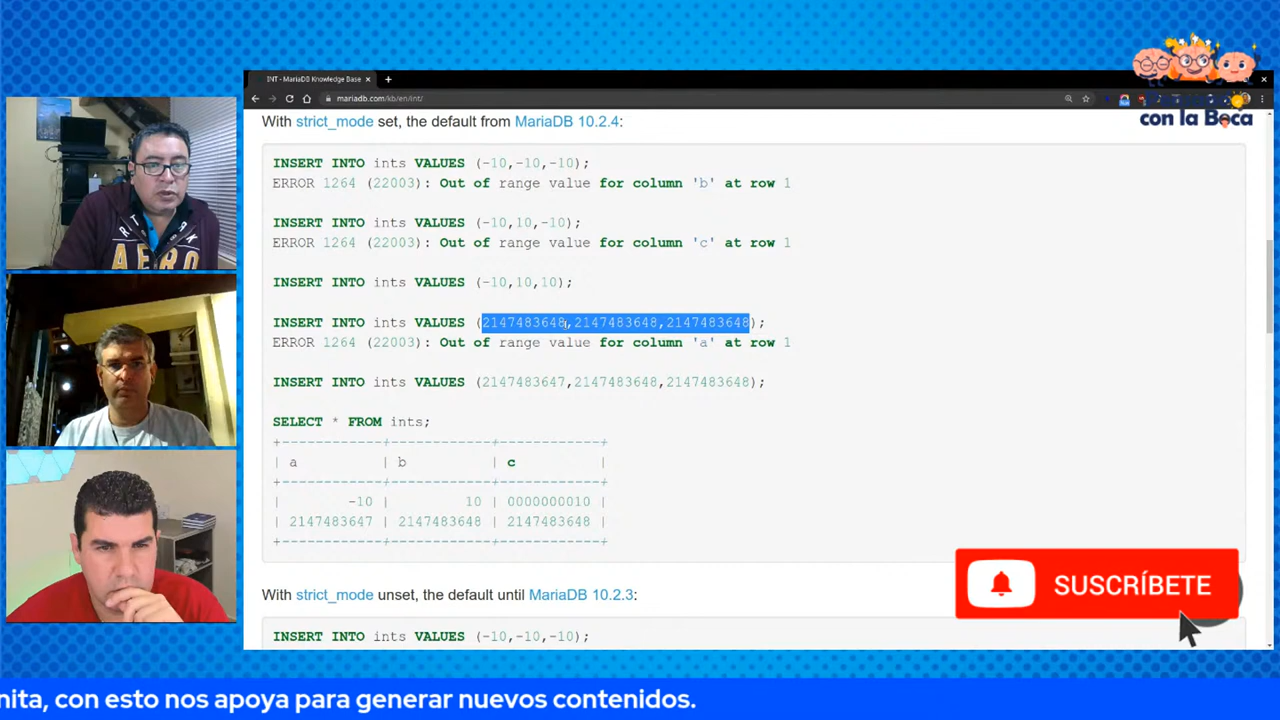 INT - MariaDB Knowledge Base
mariadb.com/kb/en/int/
con la Boca
With strict_mode set, the default from MariaDB 10.2.4:
INSERT INTO ints VALUES (-10,-10,-10);
ERROR 1264 (22003): Out of range value for column 'b' at row 1
INSERT INTO ints VALUES (-10,10,-10);
ERROR 1264 (22003): Out of range value for column 'c' at row 1
INSERT INTO ints VALUES (-10,10,10);
INSERT INTO ints VALUES (2147483648,2147483648,2147483648);
ERROR 1264 (22003): Out of range value for column 'a' at row 1
INSERT INTO ints VALUES (2147483647,2147483648,2147483648);
SELECT * FROM ints;
+------------+------------+------------+
| a | b | c |
+------------+------------+------------+
| -10 | 10 | 0000000010 |
| 2147483647 | 2147483648 | 2147483648 |
+------------+------------+------------+
With strict_mode unset, the default until MariaDB 10.2.3:
INSERT INTO ints VALUES (-10,-10,-10);
AERO
SUSCRÍBETE
nita, con esto nos apoya para generar nuevos contenidos.